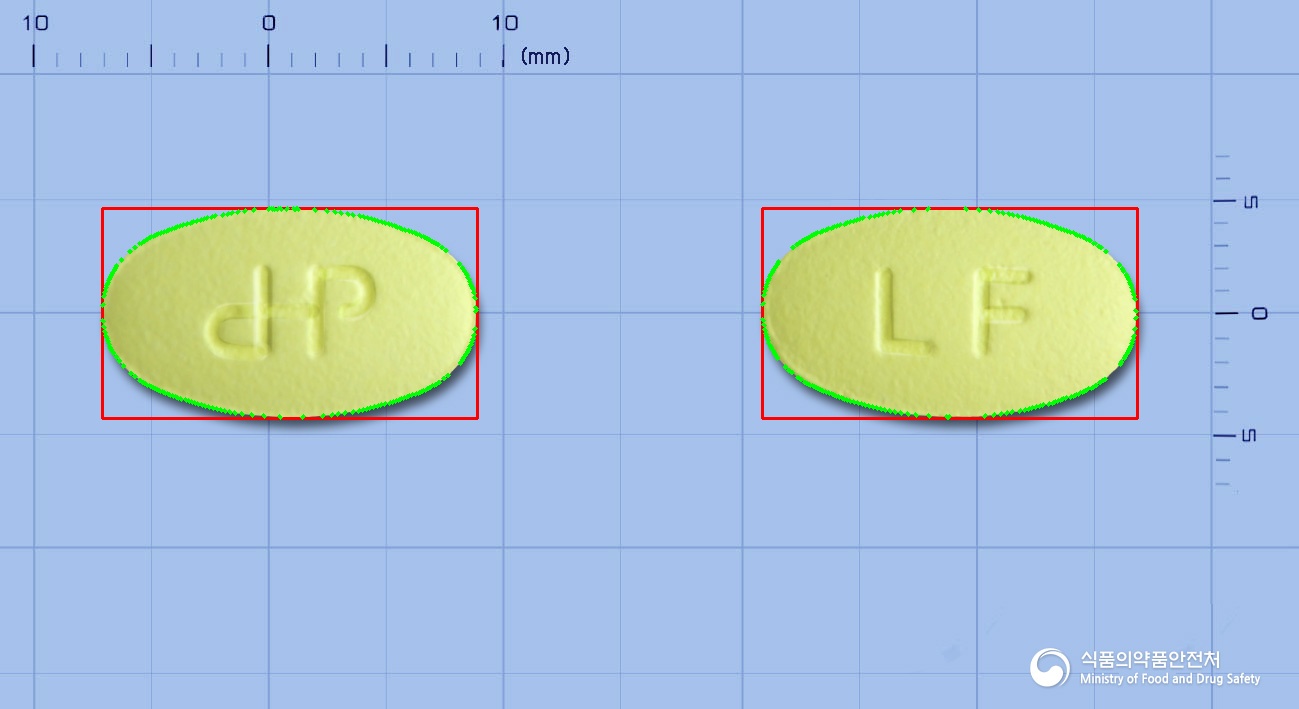 10 0 10
(mm)
5
0
5
dHP
LF
식품의약품안전처
Ministry of Food and Drug Safety